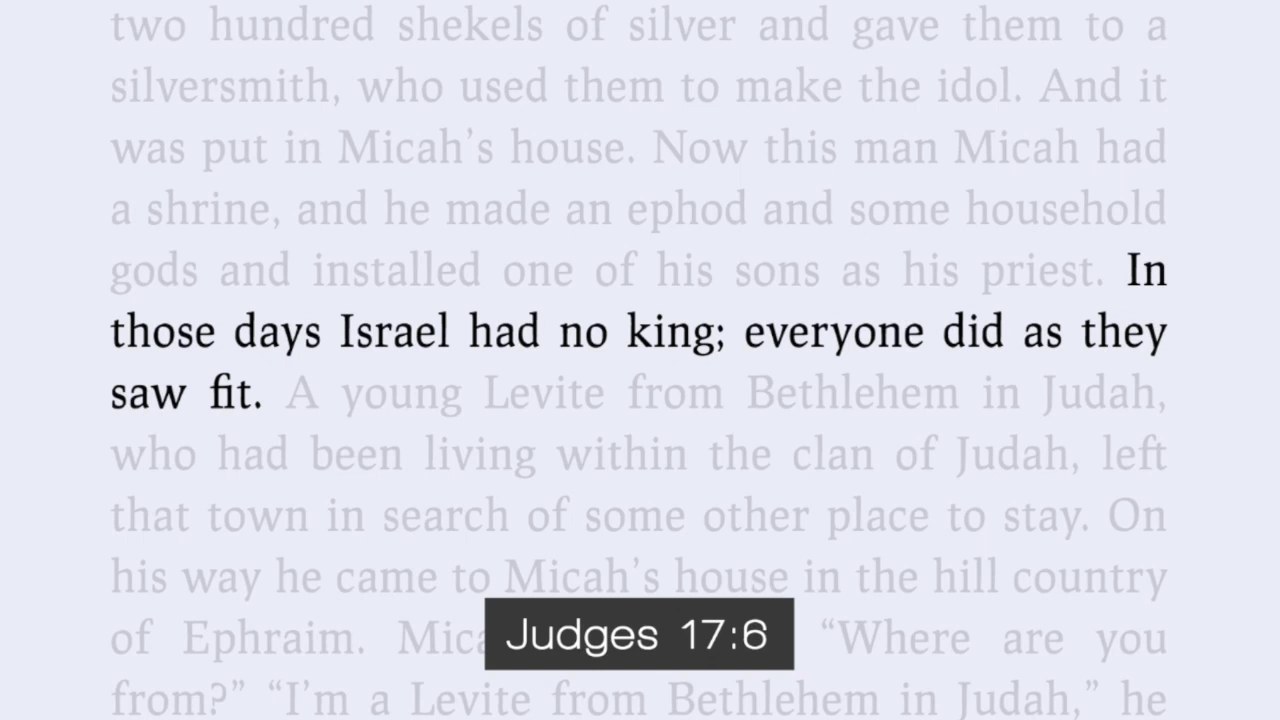 two hundred shekels of silver and gave them to a
silversmith, who used them to make the idol. And it
was put in Micah’s house. Now this man Micah had
a shrine, and he made an ephod and some household
gods and installed one of his sons as his priest. In
those days Israel had no king; everyone did as they
saw fit. A young Levite from Bethlehem in Judah,
who had been living within the clan of Judah, left
that town in search of some other place to stay. On
his way he came to Micah’s house in the hill country
of Ephraim. “Where are you
Judges 17:6
from?” “I’m a Levite from Bethlehem in Judah,” he